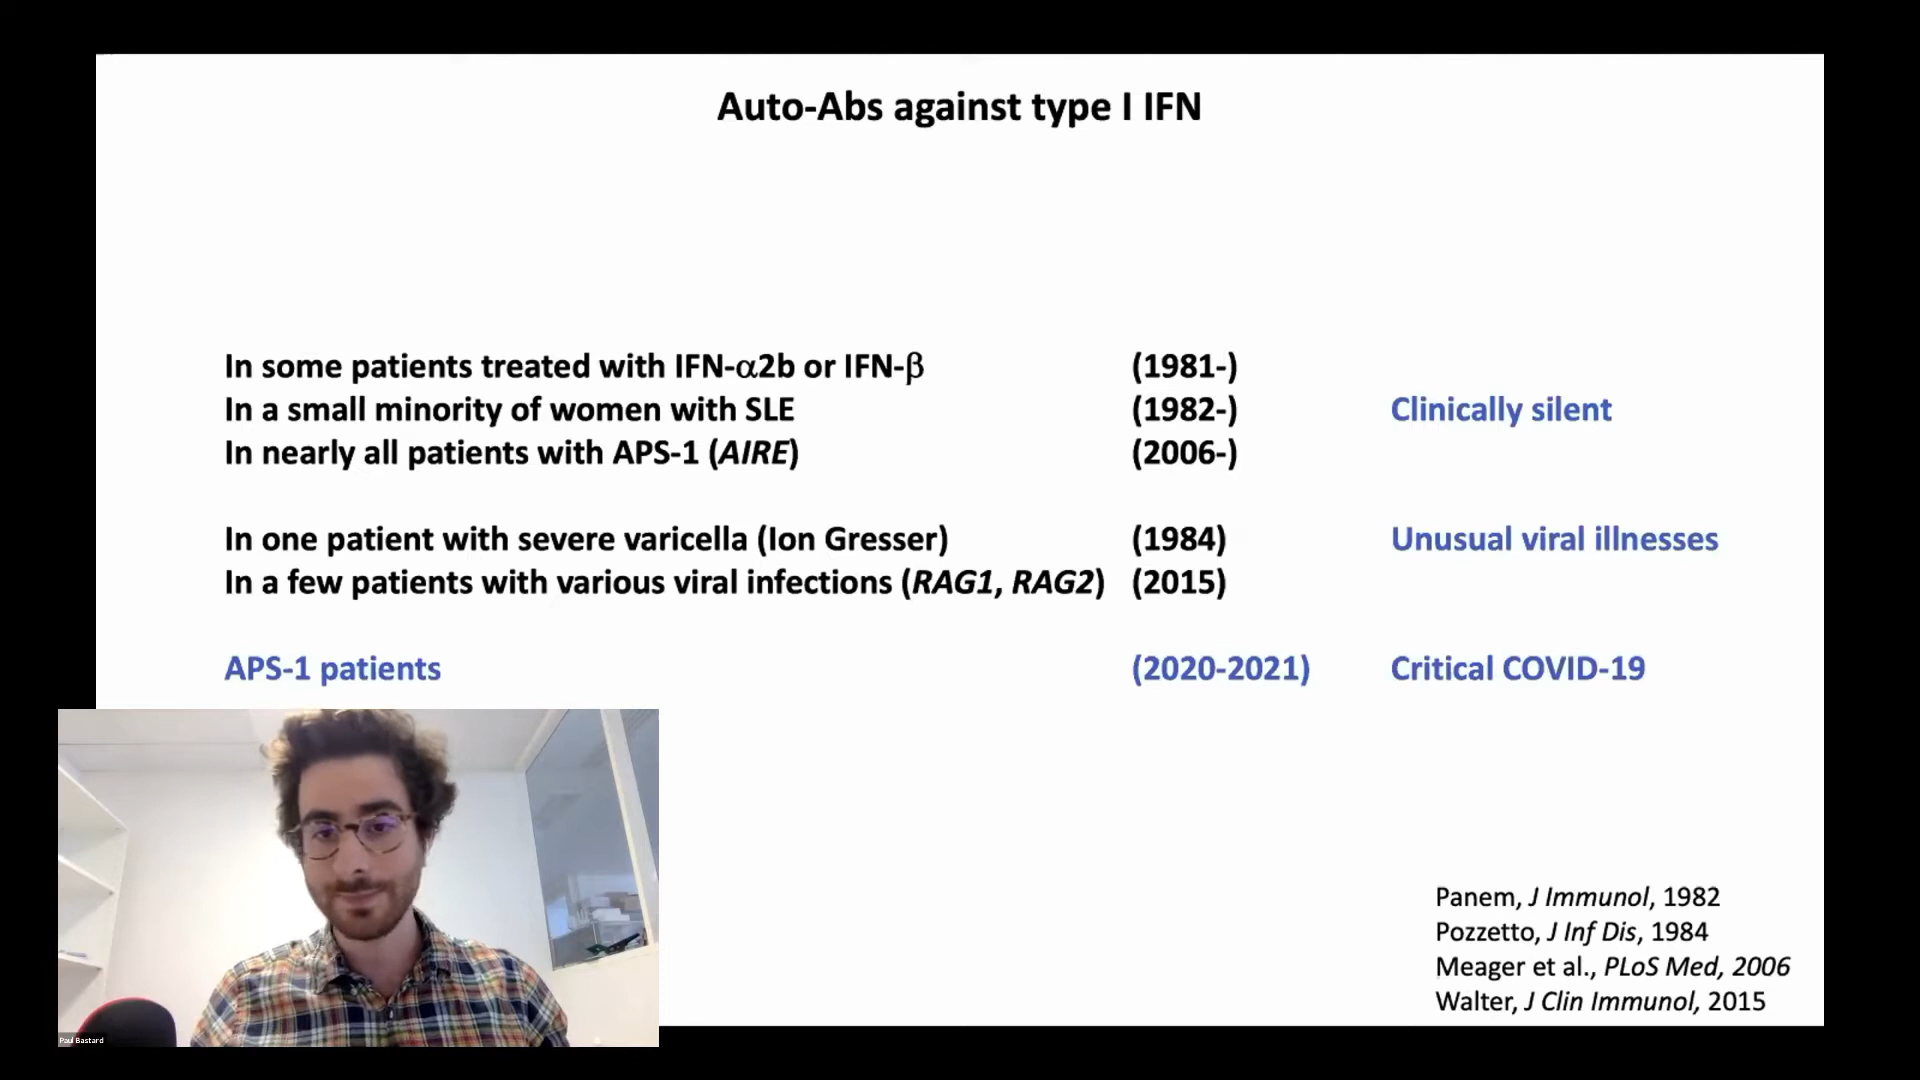 Auto-Abs against type I IFN
In some patients treated with IFN-α2b or IFN-β (1981-)
In a small minority of women with SLE (1982-) Clinically silent
In nearly all patients with APS-1 (AIRE) (2006-)
In one patient with severe varicella (Ion Gresser) (1984) Unusual viral illnesses
In a few patients with various viral infections (RAG1, RAG2) (2015)
APS-1 patients (2020-2021) Critical COVID-19
Panem, J Immunol, 1982
Pozzetto, J Inf Dis, 1984
Meager et al., PLoS Med, 2006
Walter, J Clin Immunol, 2015
Paul Bastard